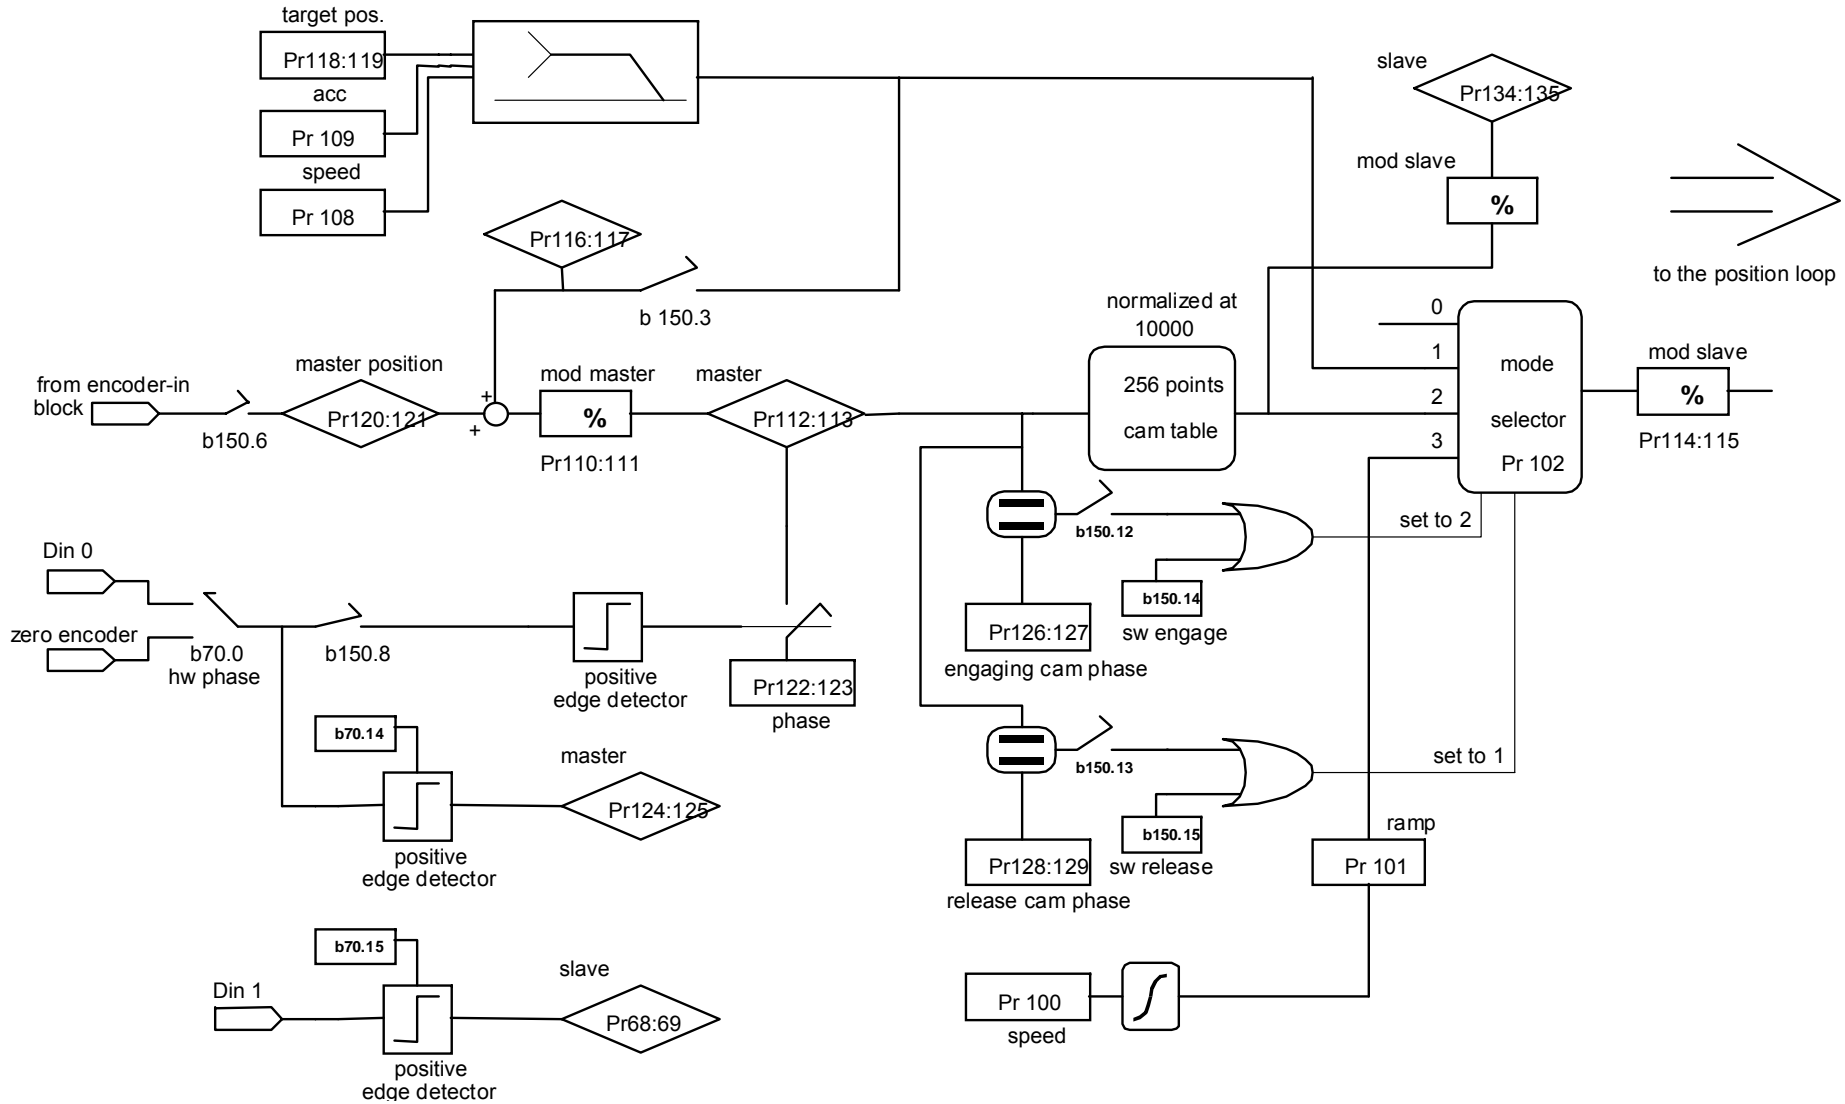 target pos.
Pr118:119
acc
Pr 109
speed
Pr 108
slave
Pr134:135
mod slave
%
to the position loop
Pr116:117
b 150.3
normalized at
10000
256 points
cam table
0
1
2
3
mode
selector
Pr 102
mod slave
%
Pr114:115
from encoder-in
block
b150.6
master position
Pr120:121
+
+
mod master
%
Pr110:111
master
Pr112:113
b150.12
b150.14
sw engage
set to 2
Pr126:127
engaging cam phase
Din 0
zero encoder
b70.0
hw phase
b150.8
positive
edge detector
Pr122:123
phase
b70.14
master
Pr124:125
positive
edge detector
b150.13
b150.15
sw release
set to 1
Pr128:129
release cam phase
ramp
Pr 101
b70.15
Din 1
slave
Pr68:69
positive
edge detector
Pr 100
speed